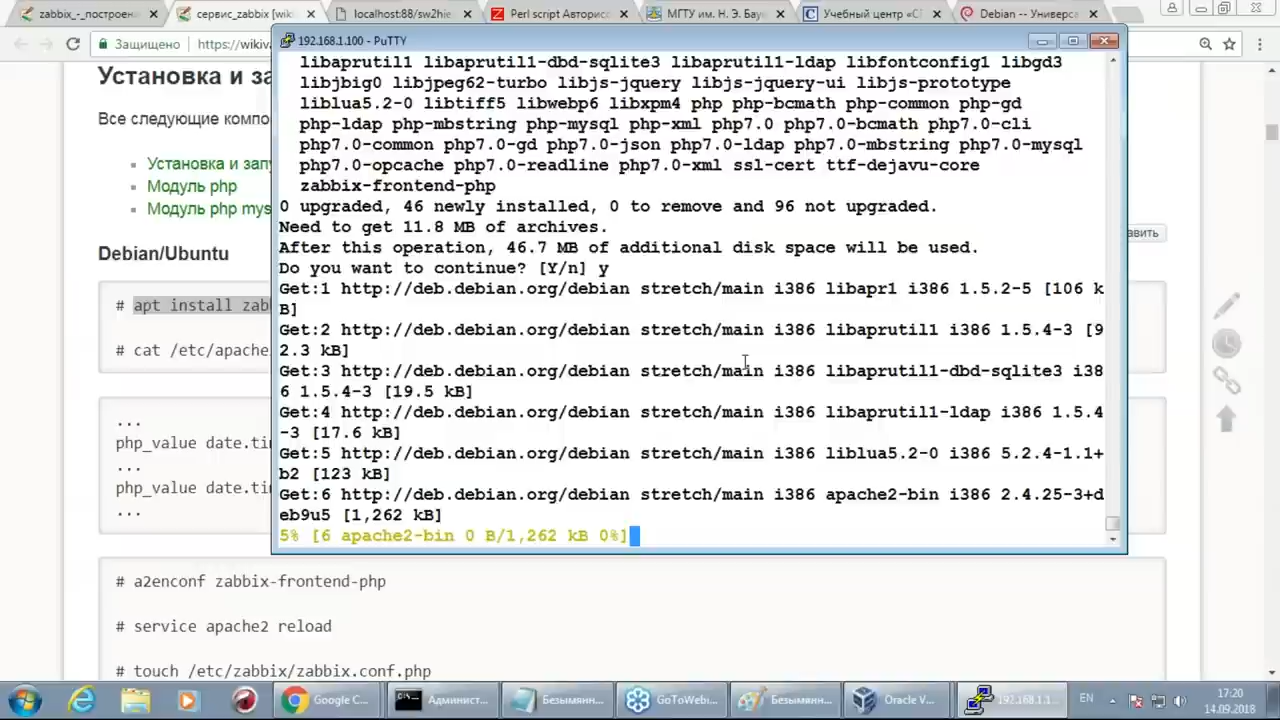 zabbix_-_построени
сервис_zabbix [wiki
localhost:88/sw2hie
Perl script Авторисо
МГТУ им. Н. Э. Баум
Учебный центр «С
Debian -- Универса
Защищено
https://wikiva
192.168.1.100 - PuTTY
Установка и за
Все следующие компо
Установка и запу
Модуль php
Модуль php mys
авить
Debian/Ubuntu
# apt install zabb
# cat /etc/apache
...
php_value date.tim
...
php_value date.tim
...
# a2enconf zabbix-frontend-php
# service apache2 reload
# touch /etc/zabbix/zabbix.conf.php
libaprutil1 libaprutil1-dbd-sqlite3 libaprutil1-ldap libfontconfig1 libgd3
libjbig0 libjpeg62-turbo libjs-jquery libjs-jquery-ui libjs-prototype
liblua5.2-0 libtiff5 libwebp6 libxpm4 php php-bcmath php-common php-gd
php-ldap php-mbstring php-mysql php-xml php7.0 php7.0-bcmath php7.0-cli
php7.0-common php7.0-gd php7.0-json php7.0-ldap php7.0-mbstring php7.0-mysql
php7.0-opcache php7.0-readline php7.0-xml ssl-cert ttf-dejavu-core
zabbix-frontend-php
0 upgraded, 46 newly installed, 0 to remove and 96 not upgraded.
Need to get 11.8 MB of archives.
After this operation, 46.7 MB of additional disk space will be used.
Do you want to continue? [Y/n] y
Get:1 http://deb.debian.org/debian stretch/main i386 libapr1 i386 1.5.2-5 [106 k
B]
Get:2 http://deb.debian.org/debian stretch/main i386 libaprutil1 i386 1.5.4-3 [9
2.3 kB]
Get:3 http://deb.debian.org/debian stretch/main i386 libaprutil1-dbd-sqlite3 i38
6 1.5.4-3 [19.5 kB]
Get:4 http://deb.debian.org/debian stretch/main i386 libaprutil1-ldap i386 1.5.4
-3 [17.6 kB]
Get:5 http://deb.debian.org/debian stretch/main i386 liblua5.2-0 i386 5.2.4-1.1+
b2 [123 kB]
Get:6 http://deb.debian.org/debian stretch/main i386 apache2-bin i386 2.4.25-3+d
eb9u5 [1,262 kB]
5% [6 apache2-bin 0 B/1,262 kB 0%]
Google C...
Админист...
Безымянн...
GoToWebi...
Безымянн...
Oracle V...
192.168.1.1...
EN
17:20
14.09.2018